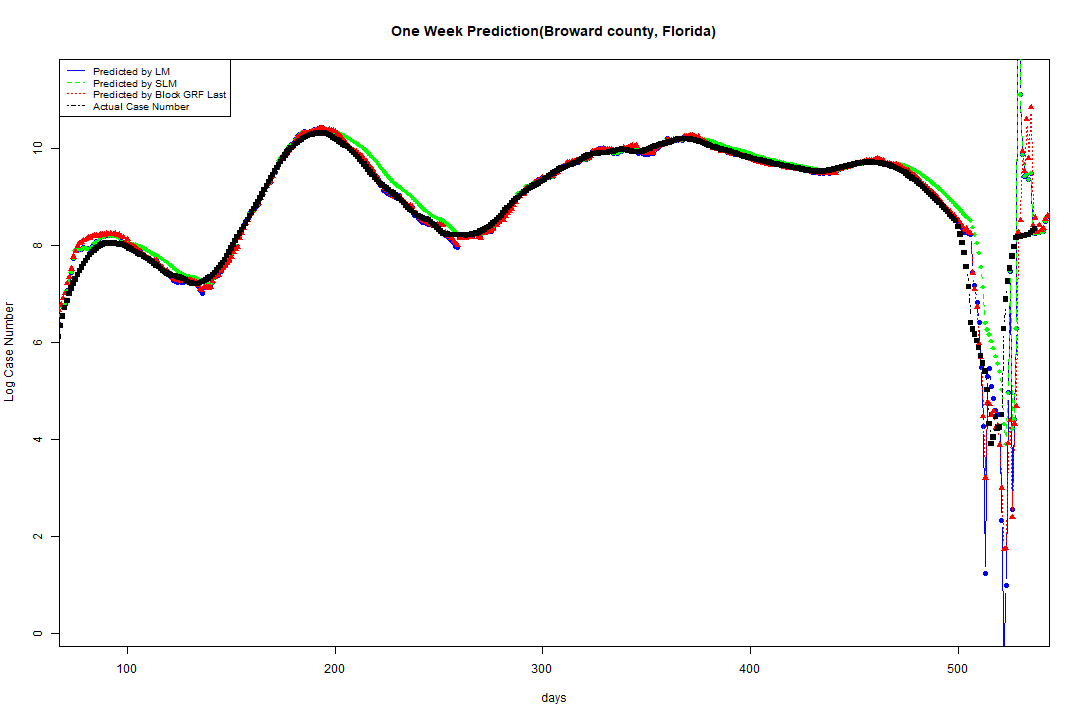 One Week Prediction(Broward county, Florida)
Predicted by LM
Predicted by SLM
Predicted by Block GRF Last
Actual Case Number
Log Case Number
10
8
6
4
2
0
100 200 300 400 500
days